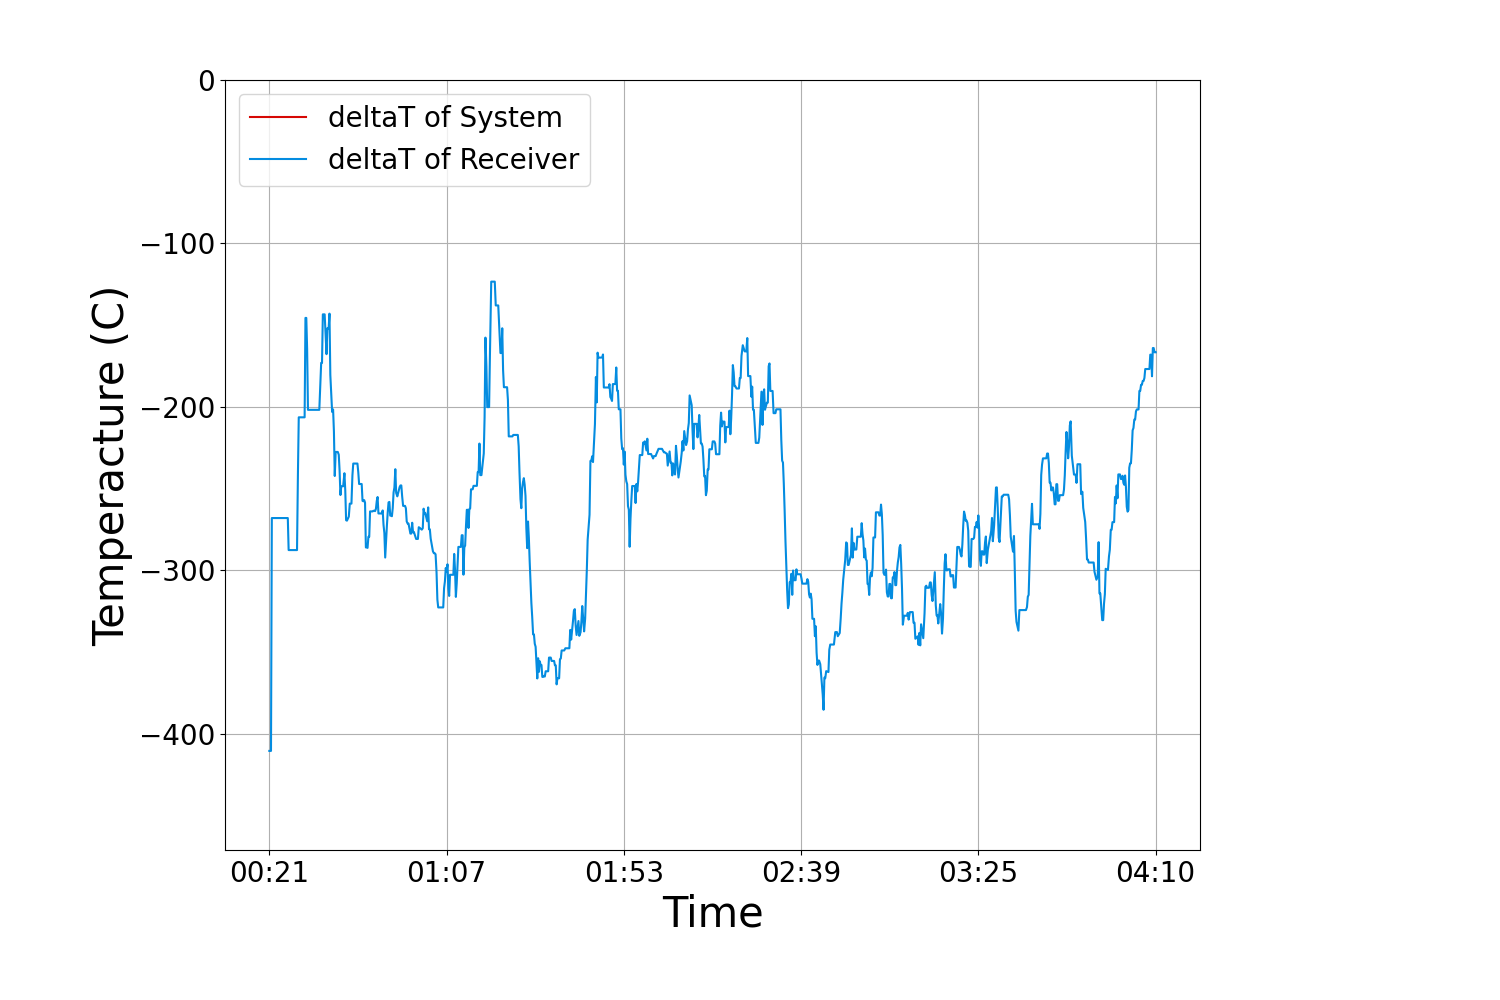 deltaT of System
deltaT of Receiver
0
−100
−200
−300
−400
Temperacture (C)
00:21 01:07 01:53 02:39 03:25 04:10
Time